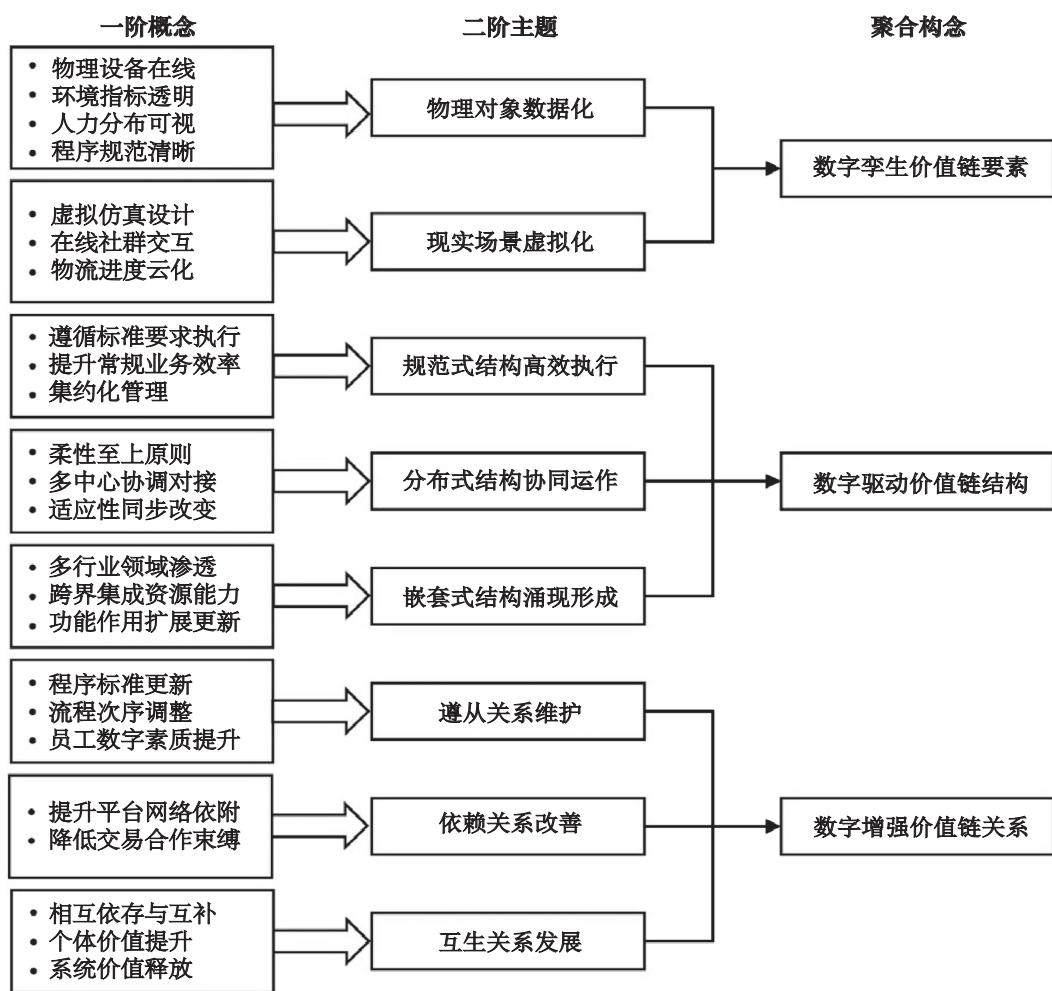 一阶概念
二阶主题
聚合构念
• 物理设备在线
• 环境指标透明
• 人力分布可视
• 程序规范清晰
物理对象数据化
• 虚拟仿真设计
• 在线社群交互
• 物流进度云化
现实场景虚拟化
数字孪生价值链要素
• 遵循标准要求执行
• 提升常规业务效率
• 集约化管理
规范式结构高效执行
• 柔性至上原则
• 多中心协调对接
• 适应性同步改变
分布式结构协同运作
• 多行业领域渗透
• 跨界集成资源能力
• 功能作用扩展更新
嵌套式结构涌现形成
数字驱动价值链结构
• 程序标准更新
• 流程次序调整
• 员工数字素质提升
遵从关系维护
• 提升平台网络依附
• 降低交易合作束缚
依赖关系改善
• 相互依存与互补
• 个体价值提升
• 系统价值释放
互生关系发展
数字增强价值链关系